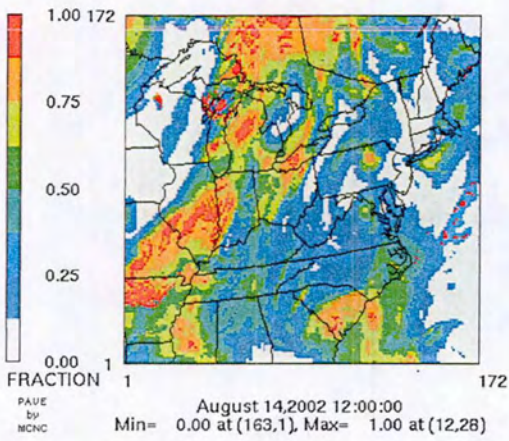 1.00 172
0.75
0.50
0.25
0.00 1
FRACTION 1 172
PAVE
by
MCNC
August 14,2002 12:00:00
Min= 0.00 at (163,1), Max= 1.00 at (12,28)